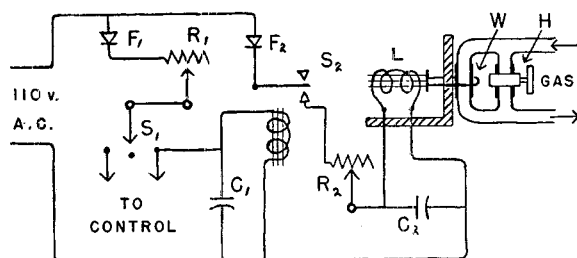 F₁
R₁
F₂
S₂
L
W
H
GAS
110 v.
A.C.
S₁
C₁
R₂
C₂
TO
CONTROL